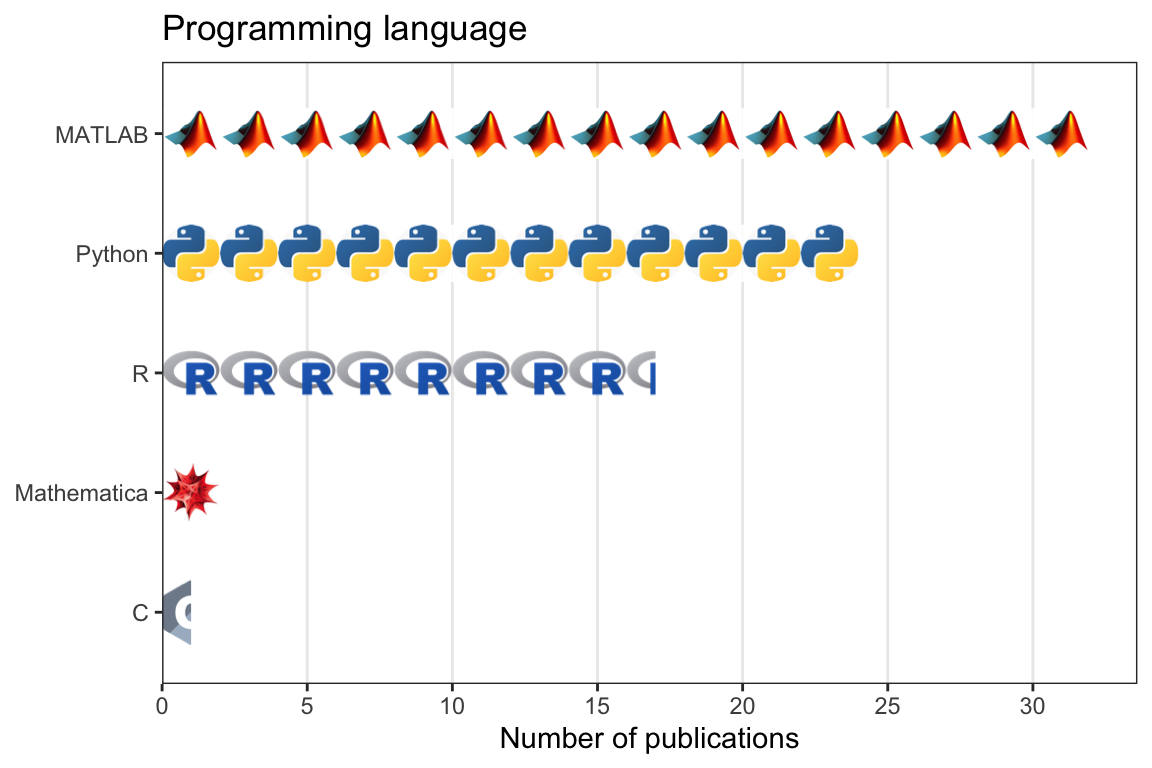 Programming language
MATLAB
Python
R
R R R R R R R R
Mathematica
C
0 5 10 15 20 25 30
Number of publications